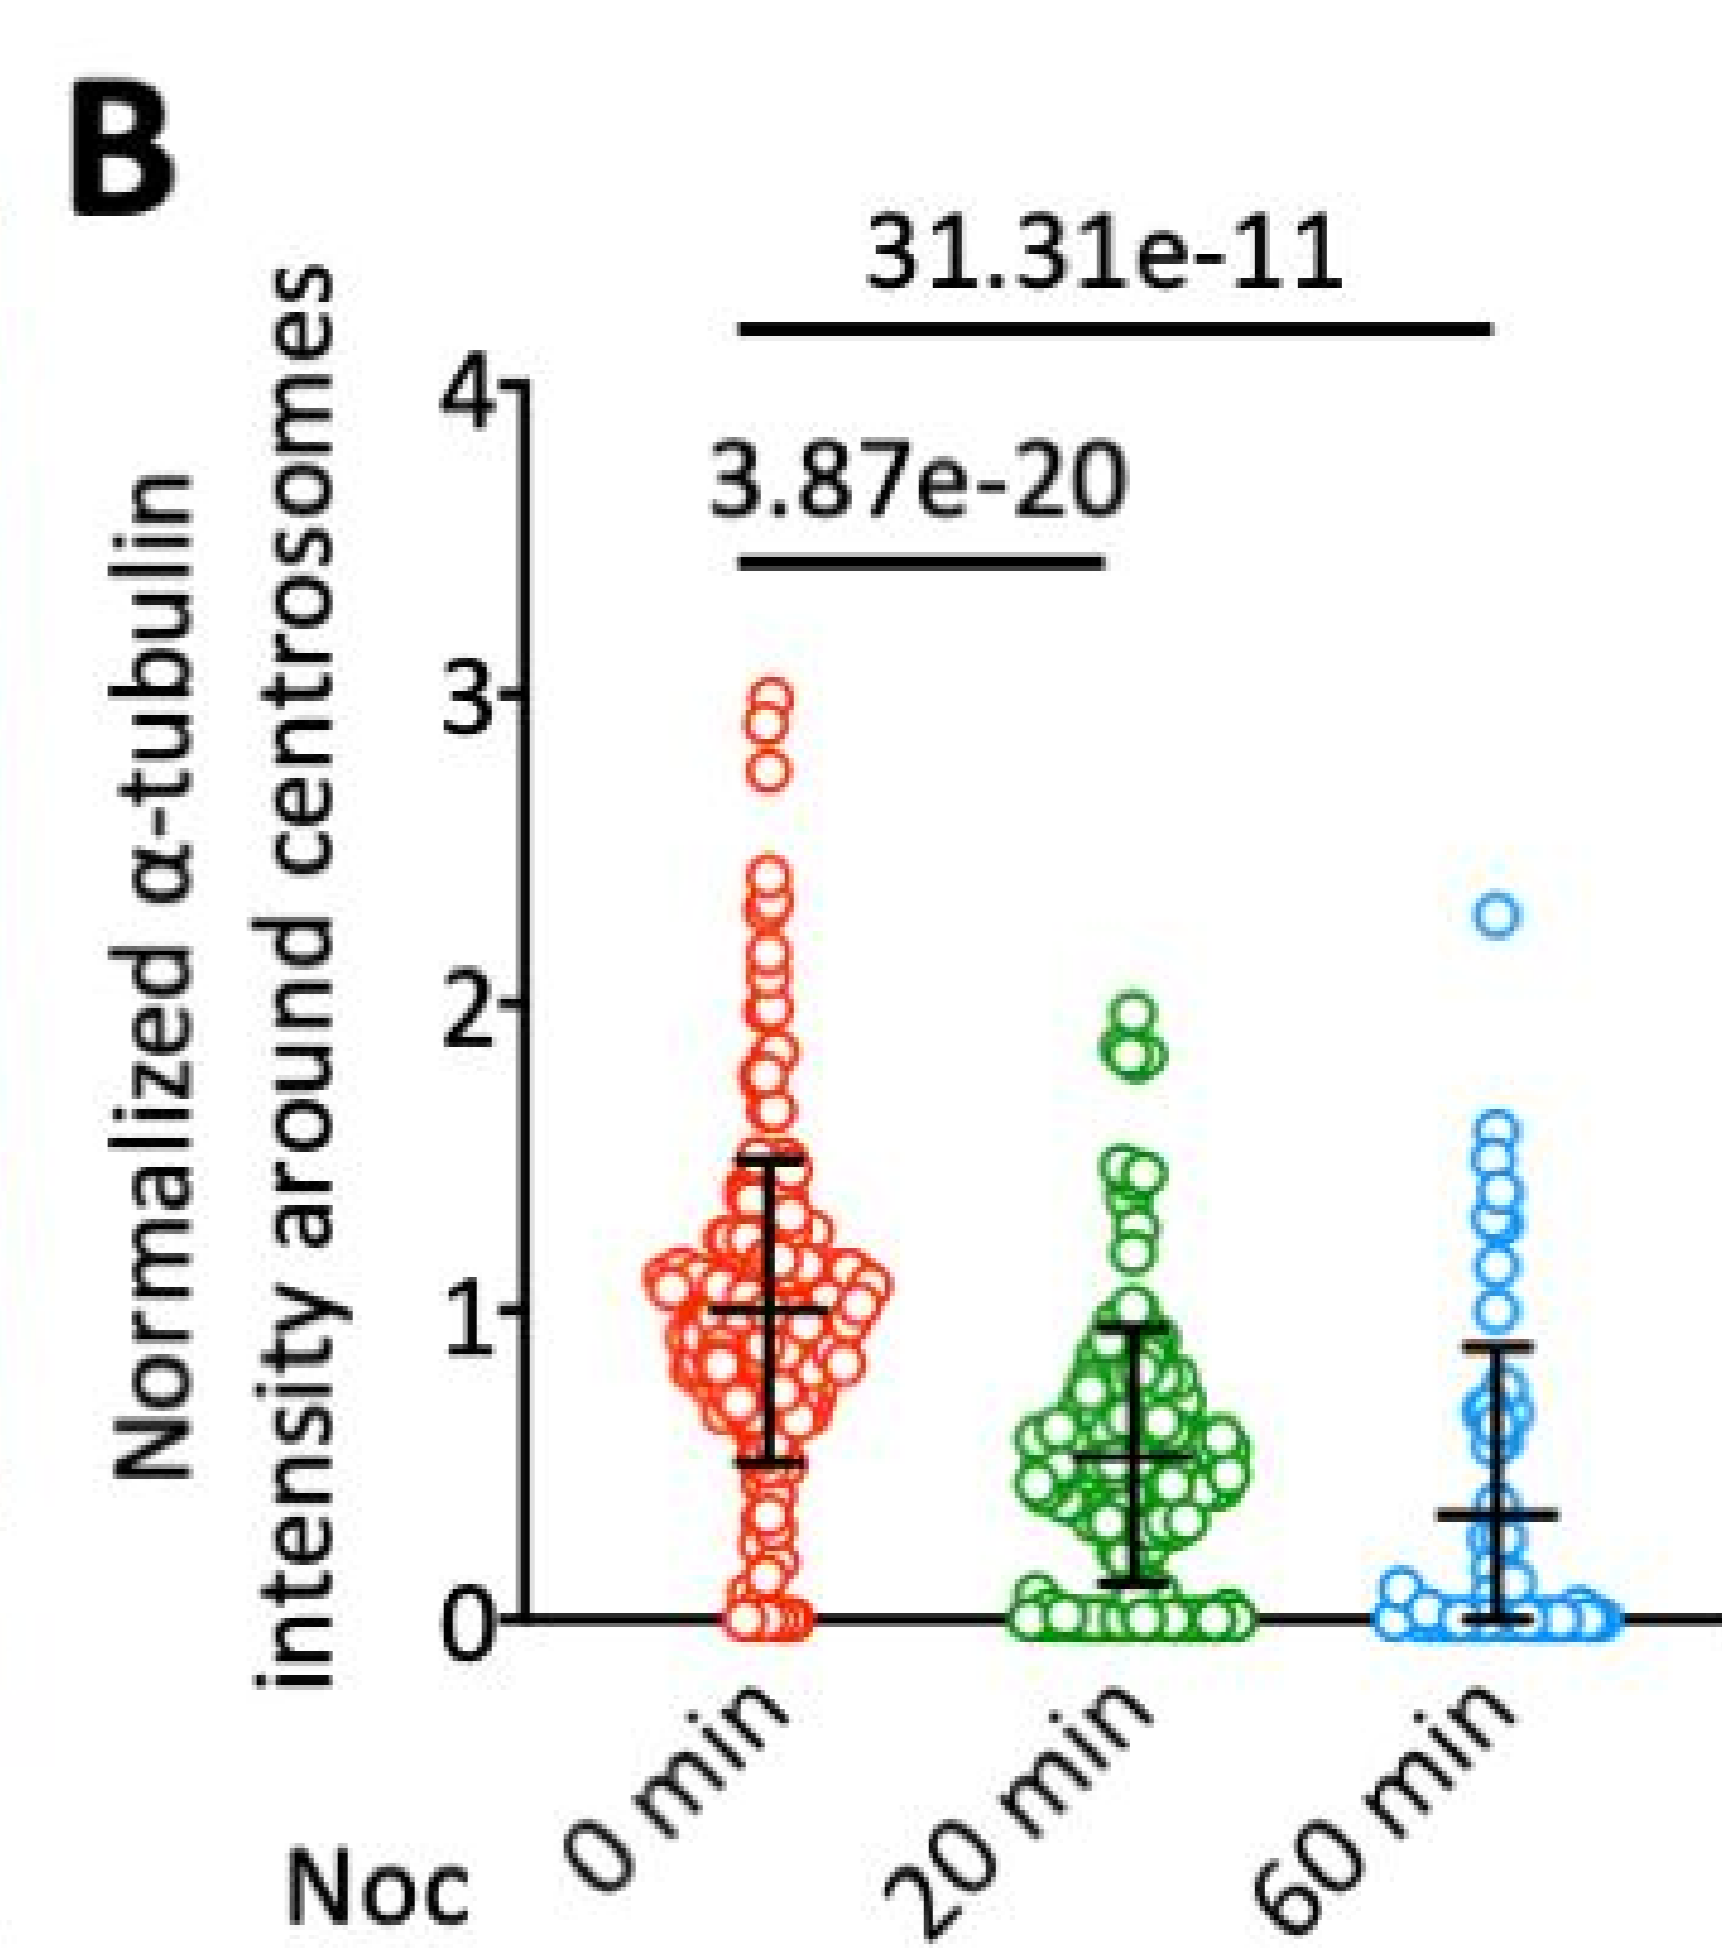 B
31.31e-11
3.87e-20
Normalized α-tubulin
intensity around centrosomes
4
3
2
1
0
Noc
0 min
20 min
60 min